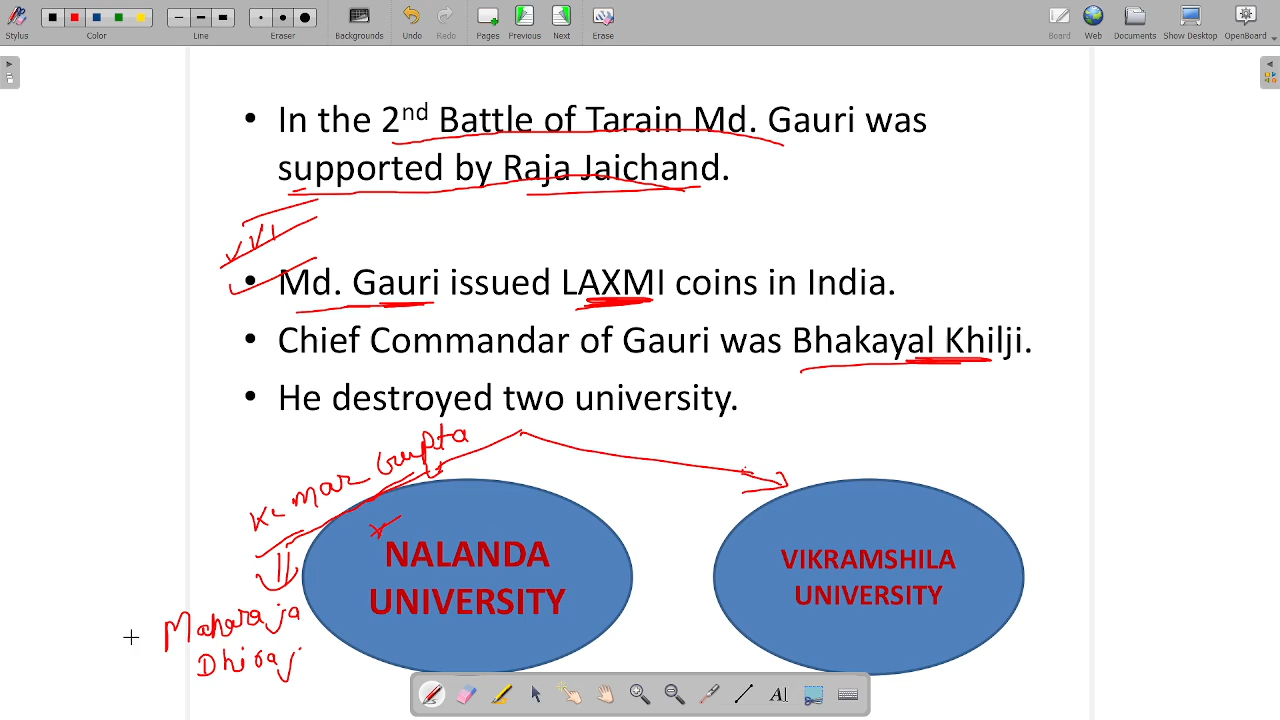 Stylus
Color
Line
Eraser
Backgrounds
Undo
Redo
Pages
Previous
Next
Erase
Board
Web
Documents
Show Desktop
OpenBoard
• In the 2nd Battle of Tarain Md. Gauri was
supported by Raja Jaichand.
• Md. Gauri issued LAXMI coins in India.
• Chief Commandar of Gauri was Bhakayal Khilji.
• He destroyed two university.
Kumar Gupta
NALANDA
UNIVERSITY
VIKRAMSHILA
UNIVERSITY
Maharaja
Dhiraj
AI